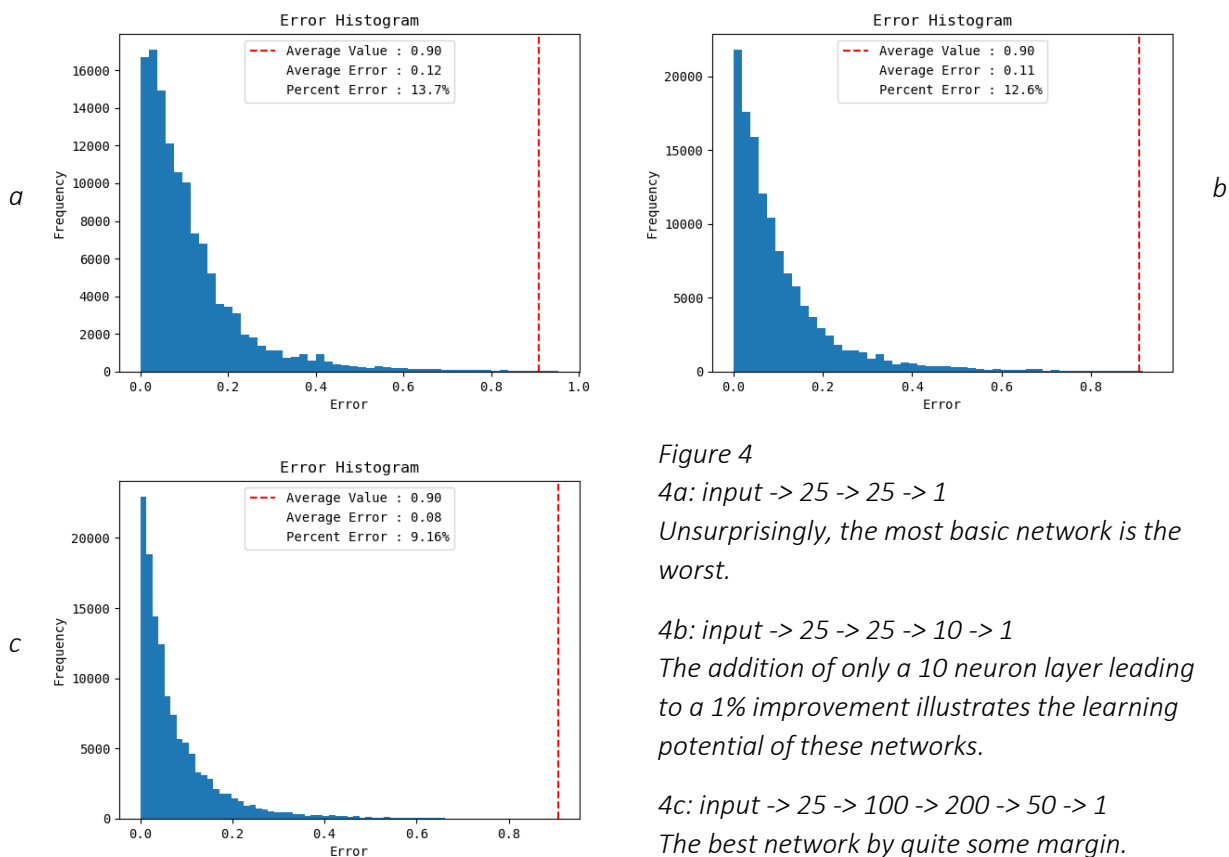 Error Histogram
Average Value : 0.90
Average Error : 0.12
Percent Error : 13.7%
16000
14000
12000
10000
8000
6000
4000
2000
0
Frequency
0.0 0.2 0.4 0.6 0.8 1.0
Error
a
Error Histogram
Average Value : 0.90
Average Error : 0.11
Percent Error : 12.6%
20000
15000
10000
5000
0
Frequency
0.0 0.2 0.4 0.6 0.8
Error
b
Error Histogram
Average Value : 0.90
Average Error : 0.08
Percent Error : 9.16%
20000
15000
10000
5000
0
Frequency
0.0 0.2 0.4 0.6 0.8
Error
c
Figure 4
4a: input -> 25 -> 25 -> 1
Unsurprisingly, the most basic network is the
worst.
4b: input -> 25 -> 25 -> 10 -> 1
The addition of only a 10 neuron layer leading
to a 1% improvement illustrates the learning
potential of these networks.
4c: input -> 25 -> 100 -> 200 -> 50 -> 1
The best network by quite some margin.